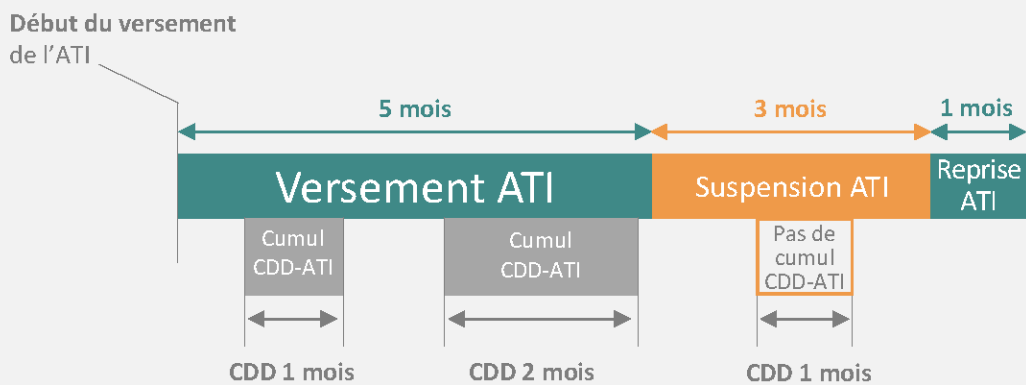 Début du versement
de l'ATI
5 mois
3 mois
1 mois
Versement ATI
Suspension ATI
Reprise
ATI
Cumul
CDD-ATI
Cumul
CDD-ATI
Pas de
cumul
CDD-ATI
CDD 1 mois
CDD 2 mois
CDD 1 mois